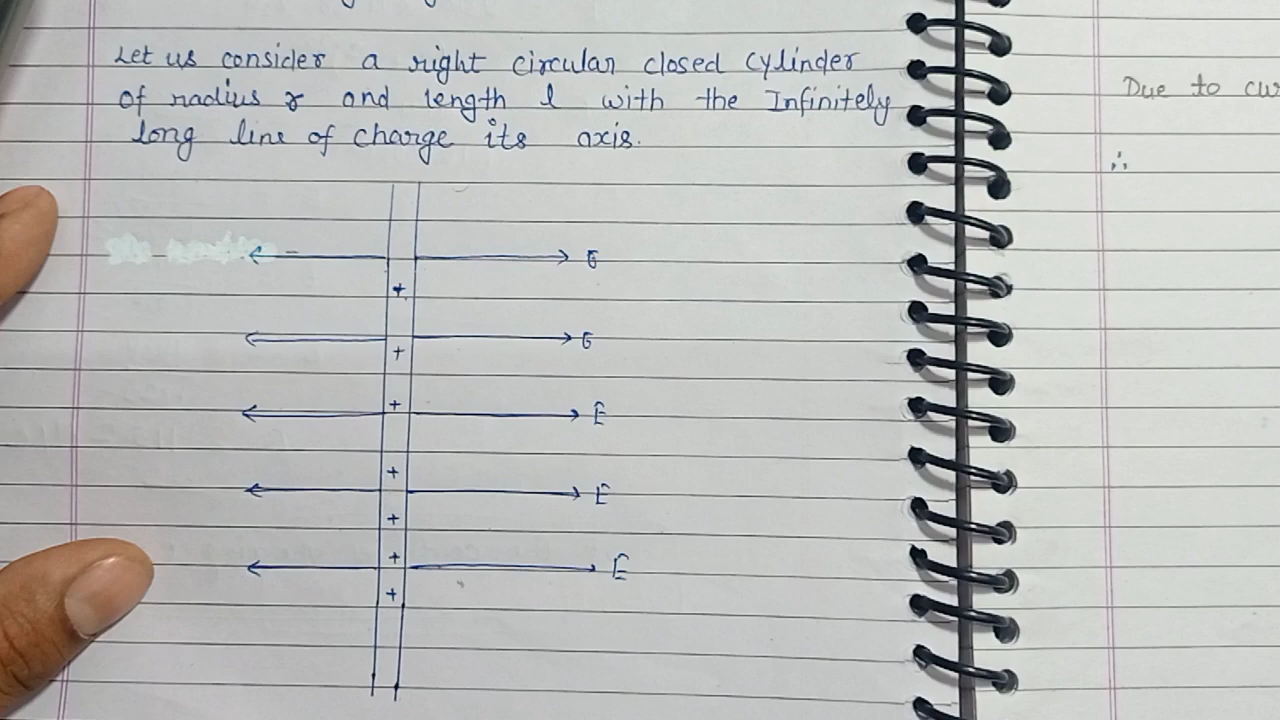 Let us consider a right circular closed cylinder
of radius r and length l with the Infinitely
long line of charge its axis.
E
+
E
+
+
E
+
E
+
+
E
+
Due to
∴